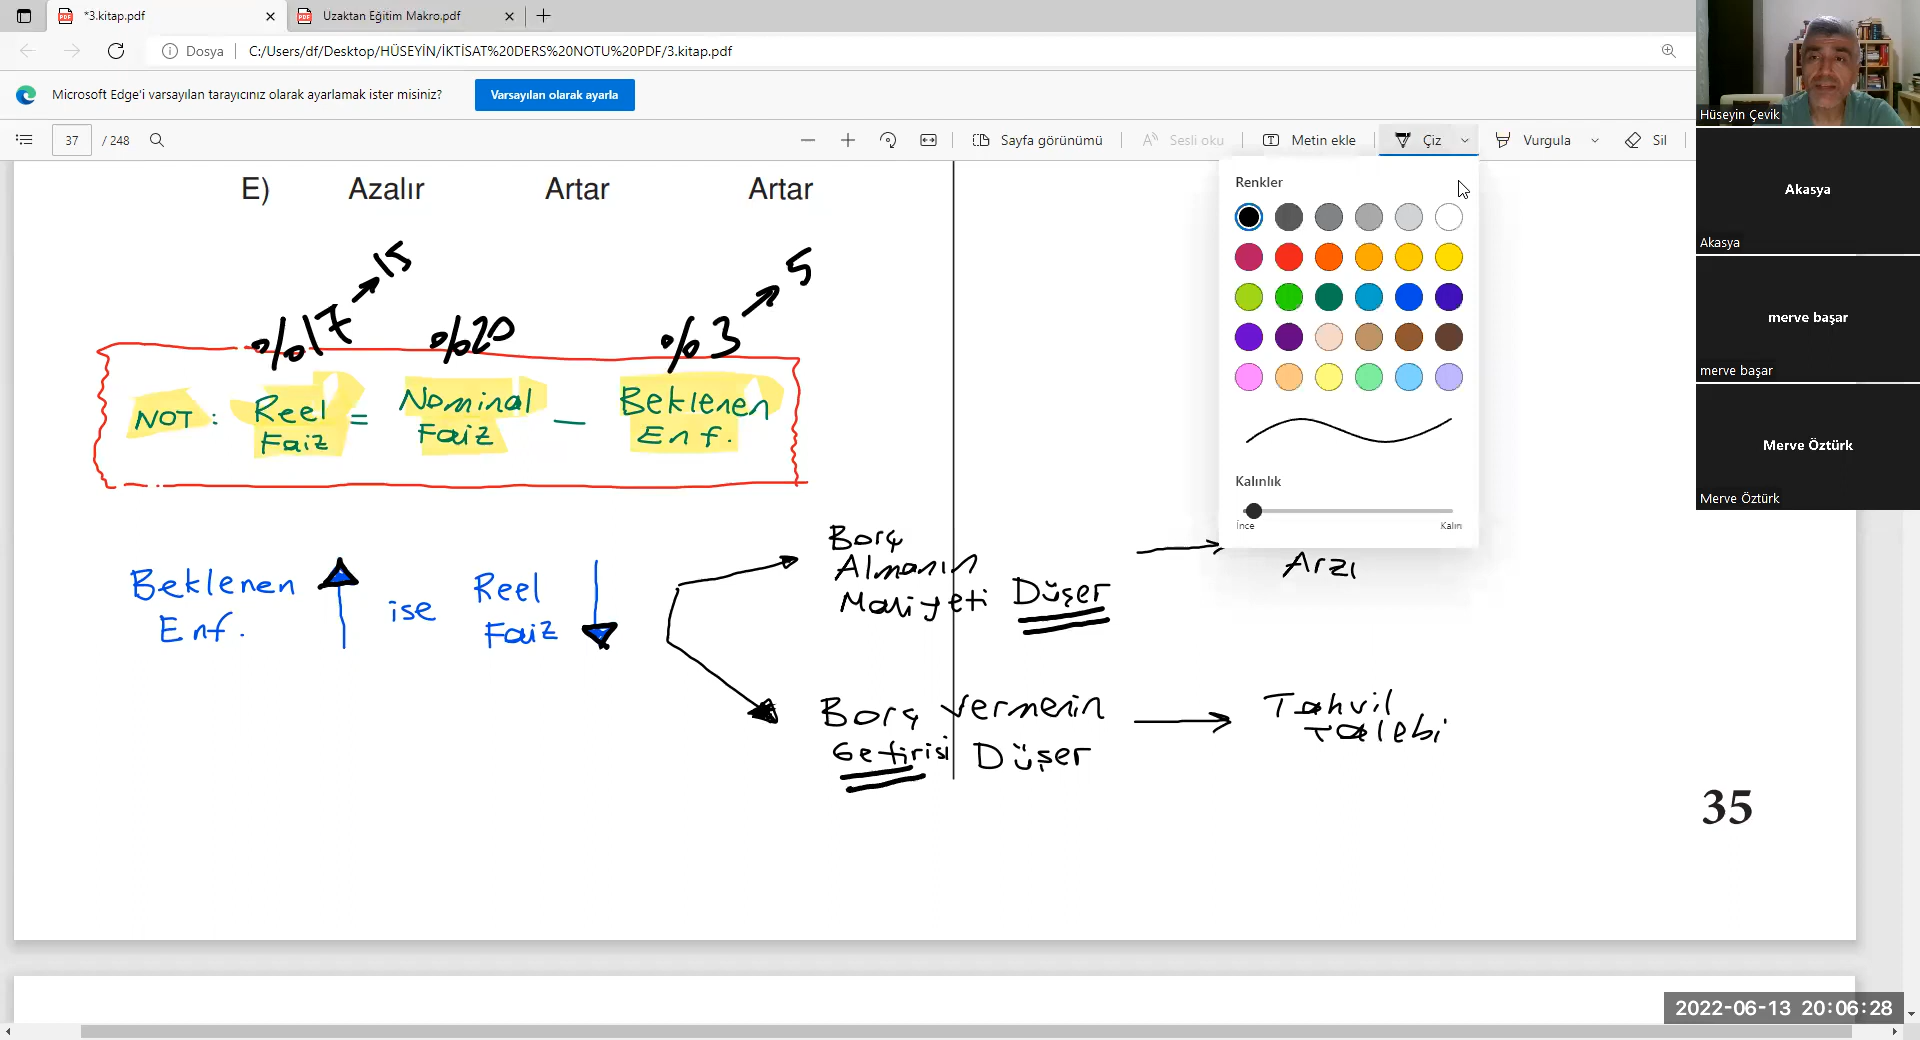 *3.kitap.pdf
Uzaktan Eğitim Makro.pdf
Dosya
C:/Users/df/Desktop/HÜSEYİN/İKTİSAT%20DERS%20NOTU%20PDF/3.kitap.pdf
Microsoft Edge'i varsayılan tarayıcınız olarak ayarlamak ister misiniz?
Varsayılan olarak ayarla
37 / 248
Sayfa görünümü
Sesli oku
Metin ekle
Çiz
Vurgula
Sil
E) Azalır Artar Artar
15
5
%17 %20 %3
NOT : Reel Faiz = Nominal Faiz — Beklenen Enf.
Beklenen Enf. ise Reel Faiz
Borç
Almanın
Maliyeti Düşer
Arzı
Borç Vermenin
Getirisi Düşer
Tahvil
Talebi
Renkler
Kalınlık
İnce
Kalın
35
Hüseyin Çevik
Akasya
Akasya
merve başar
merve başar
Merve Öztürk
Merve Öztürk
2022-06-13 20:06:28